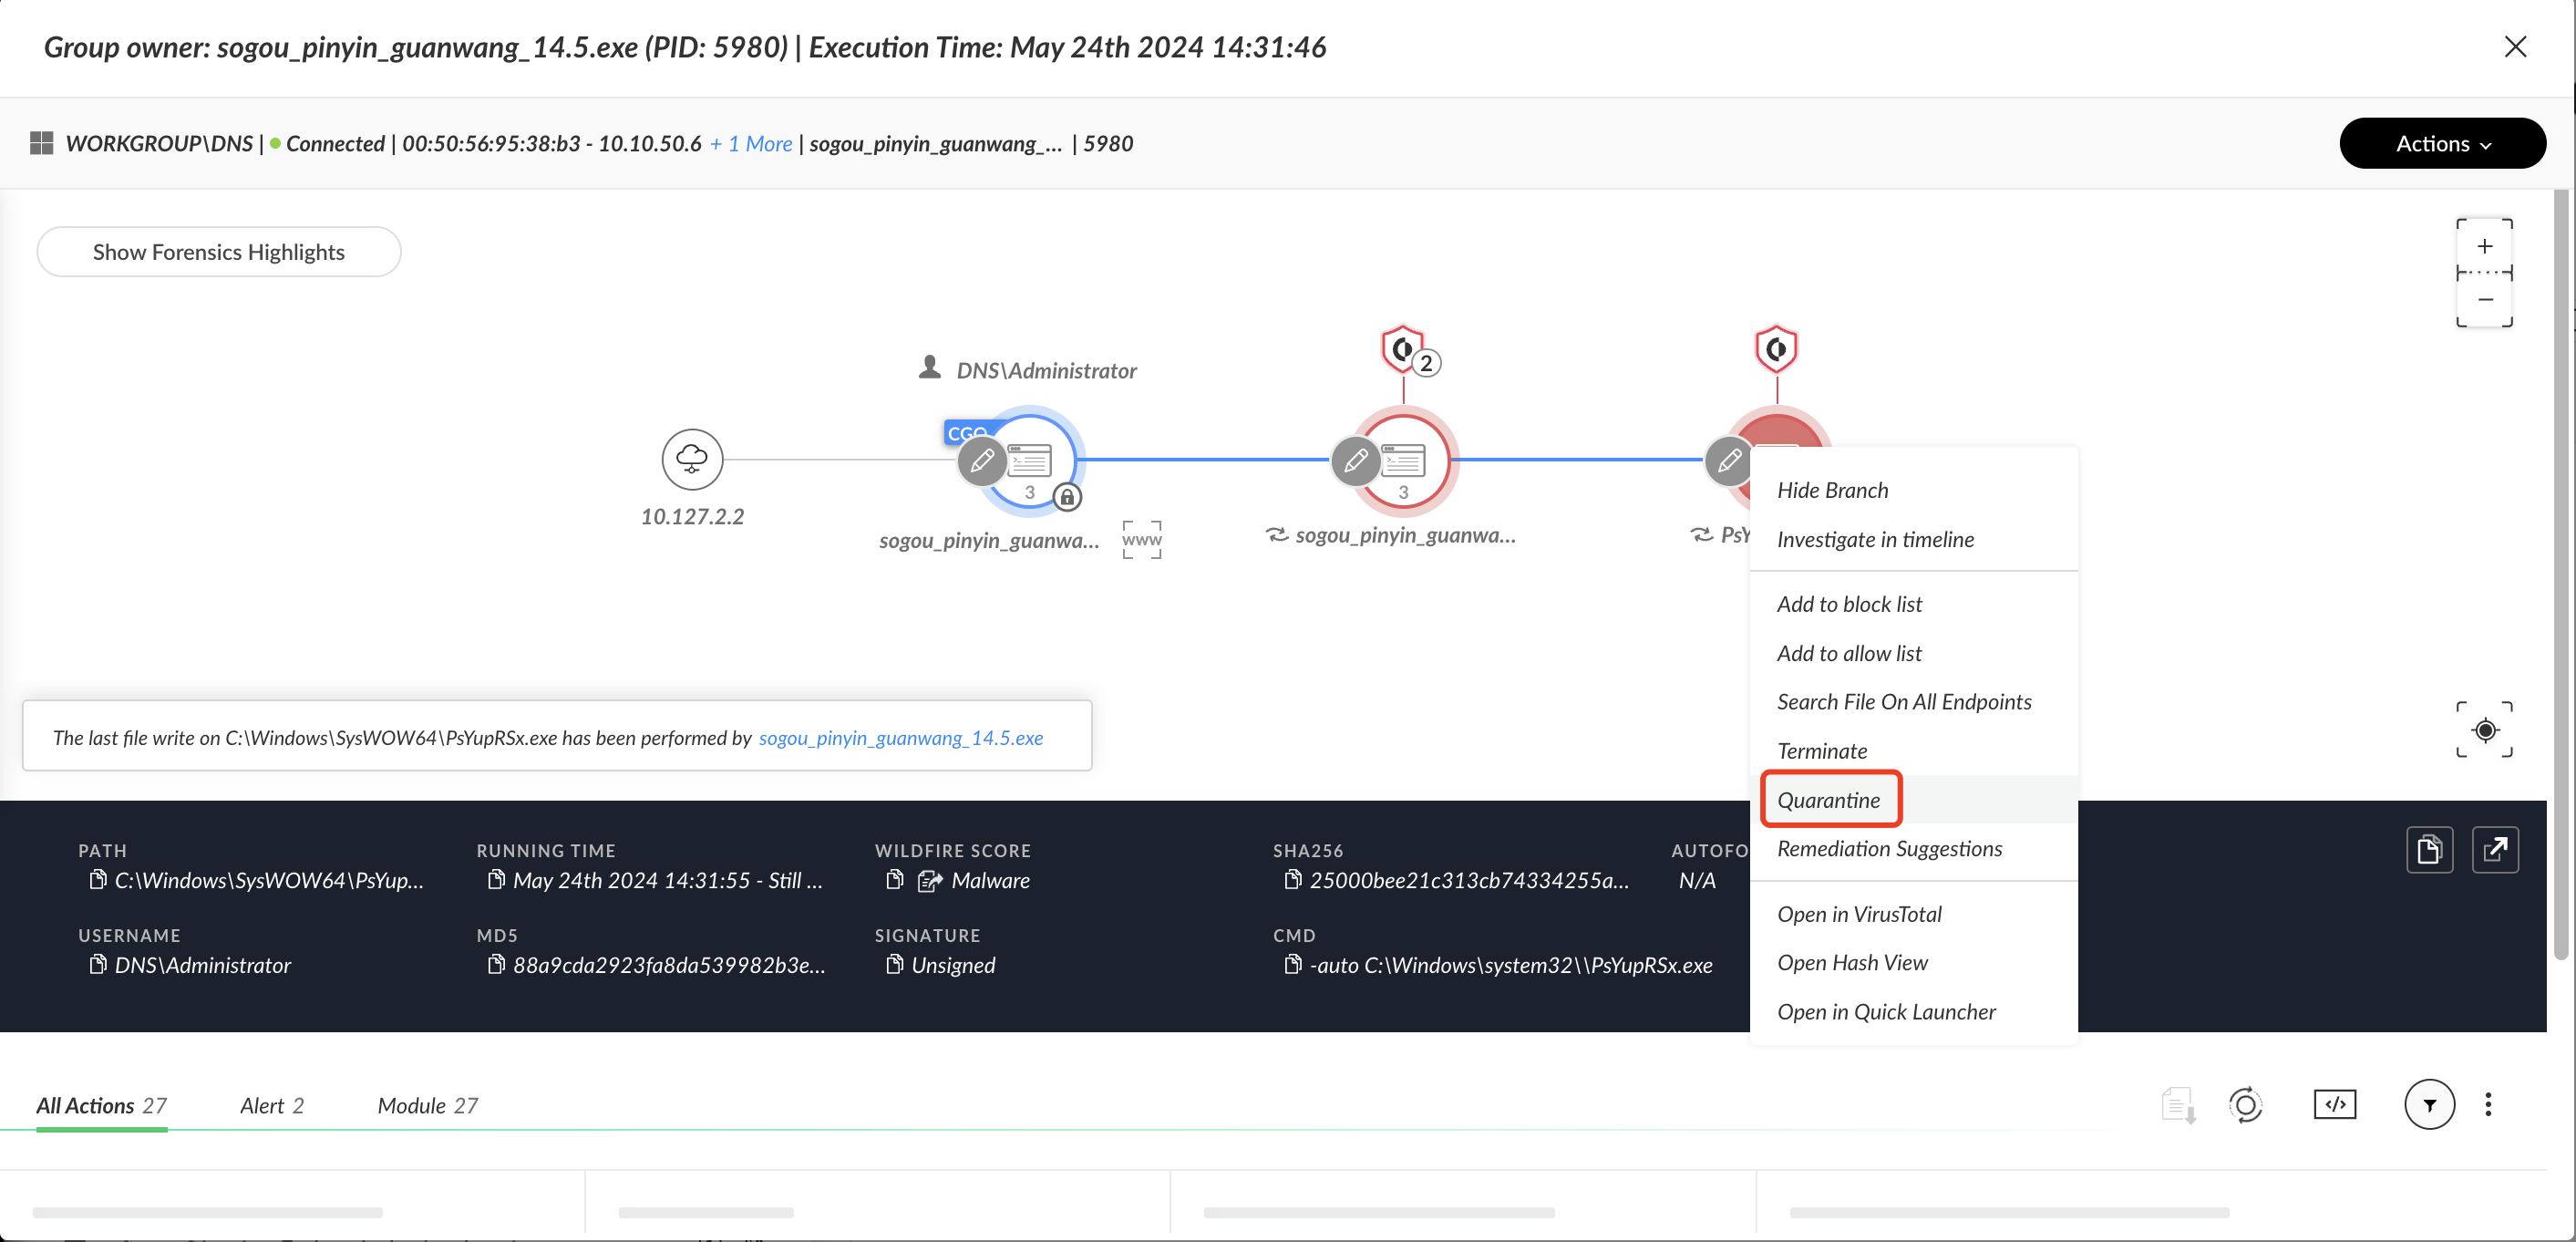 Group owner: sogou_pinyin_guanwang_14.5.exe (PID: 5980) | Execution Time: May 24th 2024 14:31:46
WORKGROUP\DNS | Connected | 00:50:56:95:38:b3 - 10.10.50.6 + 1 More | sogou_pinyin_guanwang_... | 5980
Actions
Show Forensics Highlights
+
−
2
DNS\Administrator
CGO
3
3
10.127.2.2
sogou_pinyin_guanwa...
www
sogou_pinyin_guanwa...
PsY
Hide Branch
Investigate in timeline
Add to block list
Add to allow list
Search File On All Endpoints
Terminate
Quarantine
Remediation Suggestions
Open in VirusTotal
Open Hash View
Open in Quick Launcher
The last file write on C:\Windows\SysWOW64\PsYupRSx.exe has been performed by sogou_pinyin_guanwang_14.5.exe
PATH
C:\Windows\SysWOW64\PsYup...
RUNNING TIME
May 24th 2024 14:31:55 - Still ...
WILDFIRE SCORE
Malware
SHA256
25000bee21c313cb74334255a...
AUTOFO
N/A
USERNAME
DNS\Administrator
MD5
88a9cda2923fa8da539982b3e...
SIGNATURE
Unsigned
CMD
-auto C:\Windows\system32\\PsYupRSx.exe
All Actions 27
Alert 2
Module 27